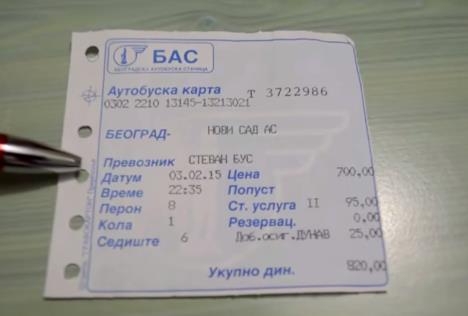 БАС
БЕОГРАДСКА АУТОБУСКА СТАНИЦА
Аутобуска карта Т 3722986
0302 2210 13145-13213021
БЕОГРАД- НОВИ САД АС
Превозник СТЕВАН БУС
Датум 03.02.15 Цена 700,00
Време 22:35 Попуст
Перон 8 Ст. услуга II 95,00
Кола 1 Резервац. 0,00
Седиште 6 Доб.осиг.ДУНАВ 25,00
Укупно дин. 820,00